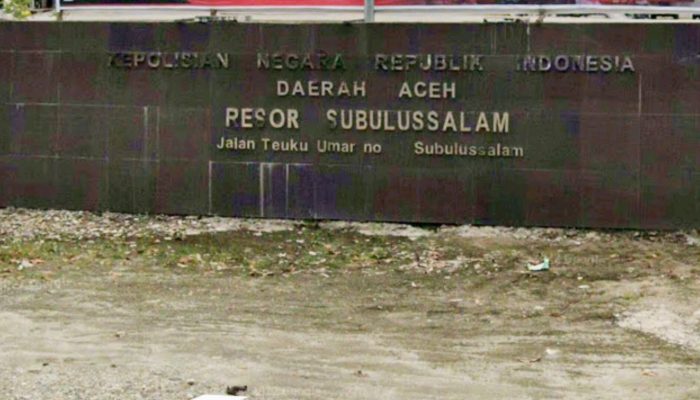 KEPOLISIAN NEGARA REPUBLIK INDONESIA
DAERAH ACEH
RESOR SUBULUSSALAM
Jalan Teuku Umar no Subulussalam